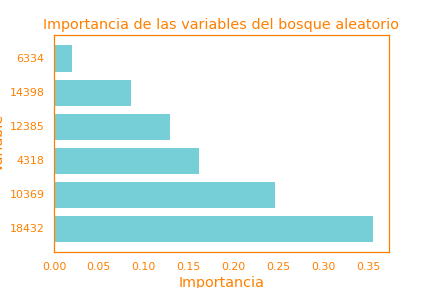 Importancia de las variables del bosque aleatorio
6334
14398
12385
4318
10369
18432
0.00 0.05 0.10 0.15 0.20 0.25 0.30 0.35
Importancia